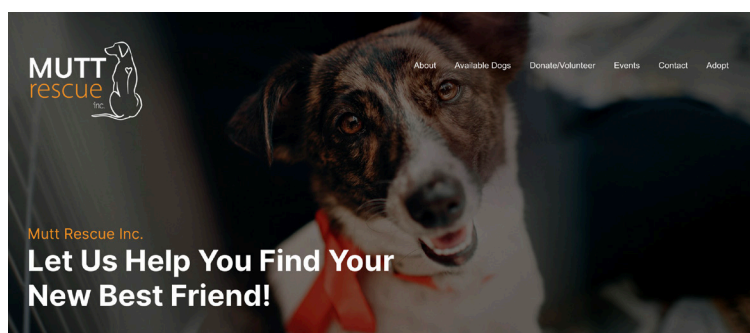 MUTT
rescue
Inc.
About Available Dogs Donate/Volunteer Events Contact Adopt
Mutt Rescue Inc.
Let Us Help You Find Your
New Best Friend!